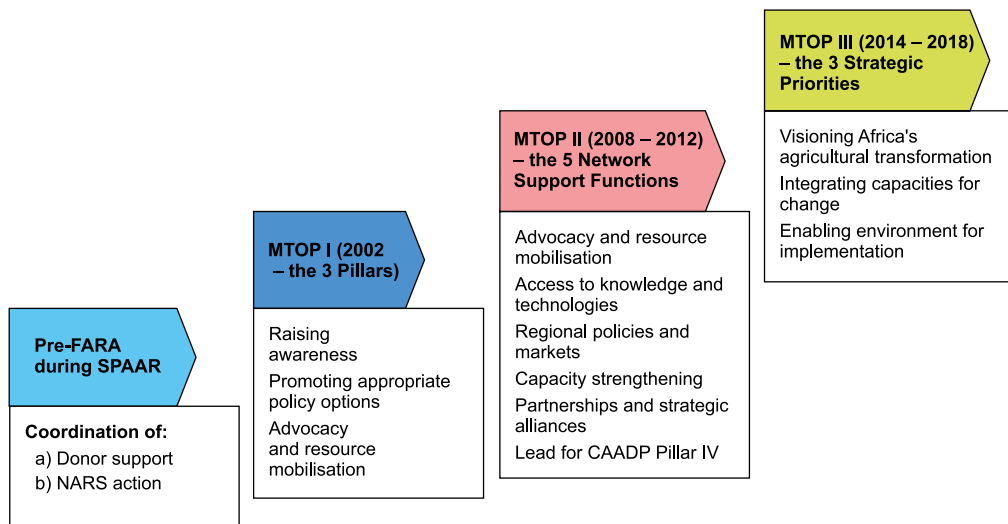 Pre-FARA
during SPAAR
Coordination of:
a) Donor support
b) NARS action
MTOP I (2002
– the 3 Pillars)
Raising
awareness
Promoting appropriate
policy options
Advocacy
and resource
mobilisation
MTOP II (2008 – 2012)
– the 5 Network
Support Functions
Advocacy and resource
mobilisation
Access to knowledge and
technologies
Regional policies and
markets
Capacity strengthening
Partnerships and strategic
alliances
Lead for CAADP Pillar IV
MTOP III (2014 – 2018)
– the 3 Strategic
Priorities
Visioning Africa's
agricultural transformation
Integrating capacities for
change
Enabling environment for
implementation